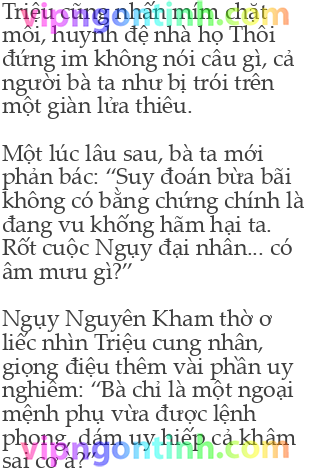 Triệu cũng nhấn mím chặt
môi, huynh đệ nhà họ Thôi
đứng im không nói câu gì, cả
người bà ta như bị trói trên
một giàn lửa thiêu.

Một lúc lâu sau, bà ta mới
phản bác: “Suy đoán bừa bãi
không có bằng chứng chính là
đang vu khống hãm hại ta.
Rốt cuộc Ngụy đại nhân... có
âm mưu gì?”

Ngụy Nguyên Kham thờ ơ
liếc nhìn Triệu cung nhân,
giọng điệu thêm vài phần uy
nghiêm: “Bà chỉ là một ngoại
mệnh phụ vừa được lệnh
phong, dám uy hiếp cả khâm
sai cơ à?”
vipngontinh.com
vipngontinh.com